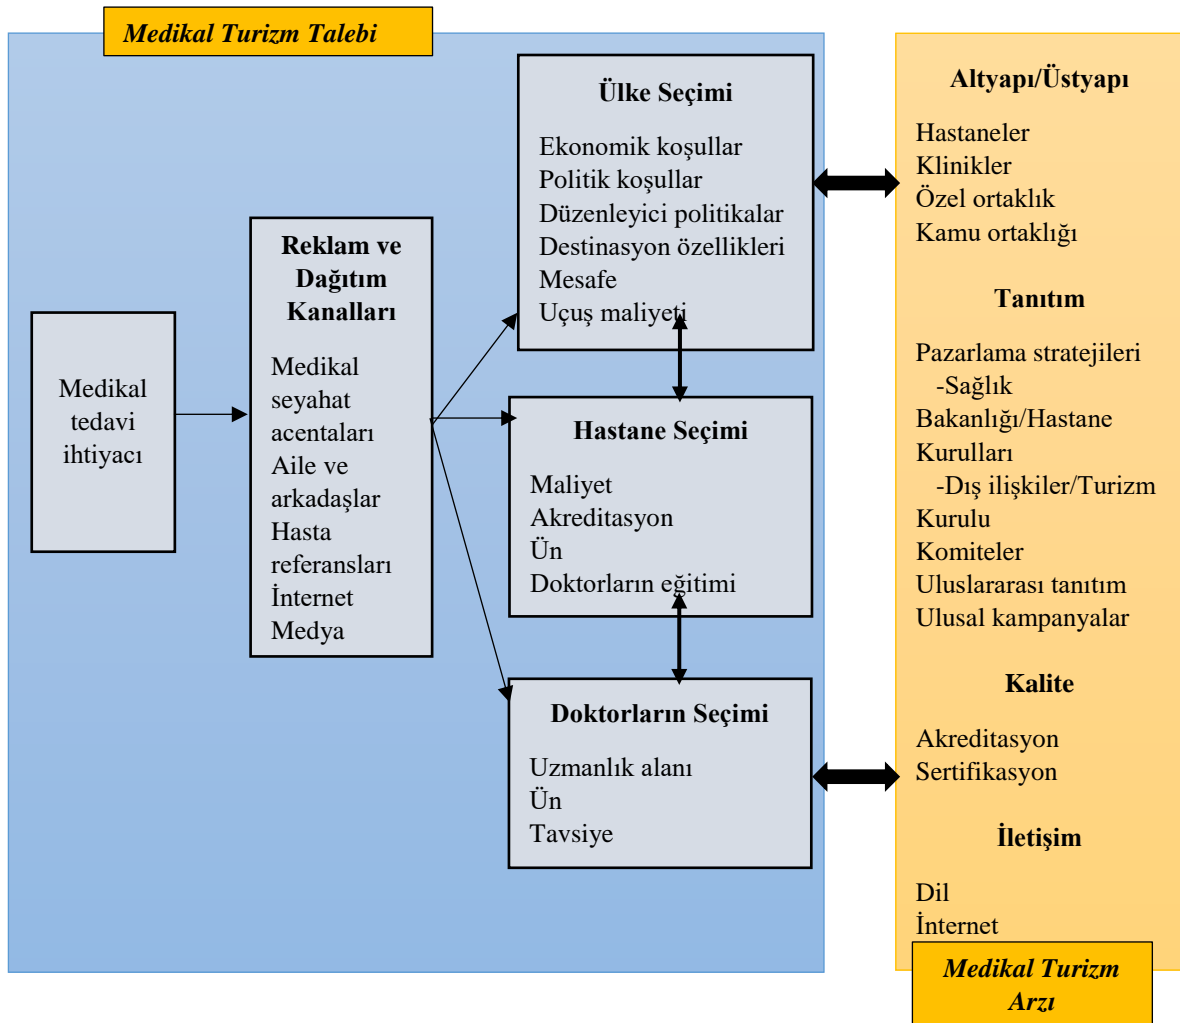 Medikal Turizm Talebi
Medikal
tedavi
ihtiyacı
Reklam ve
Dağıtım
Kanalları
Medikal
seyahat
acentaları
Aile ve
arkadaşlar
Hasta
referansları
İnternet
Medya
Ülke Seçimi
Ekonomik koşullar
Politik koşullar
Düzenleyici politikalar
Destinasyon özellikleri
Mesafe
Uçuş maliyeti
Hastane Seçimi
Maliyet
Akreditasyon
Ün
Doktorların eğitimi
Doktorların Seçimi
Uzmanlık alanı
Ün
Tavsiye
Altyapı/Üstyapı
Hastaneler
Klinikler
Özel ortaklık
Kamu ortaklığı
Tanıtım
Pazarlama stratejileri
-Sağlık
Bakanlığı/Hastane
Kurulları
-Dış ilişkiler/Turizm
Kurulu
Komiteler
Uluslararası tanıtım
Ulusal kampanyalar
Kalite
Akreditasyon
Sertifikasyon
İletişim
Dil
İnternet
Medikal Turizm
Arzı